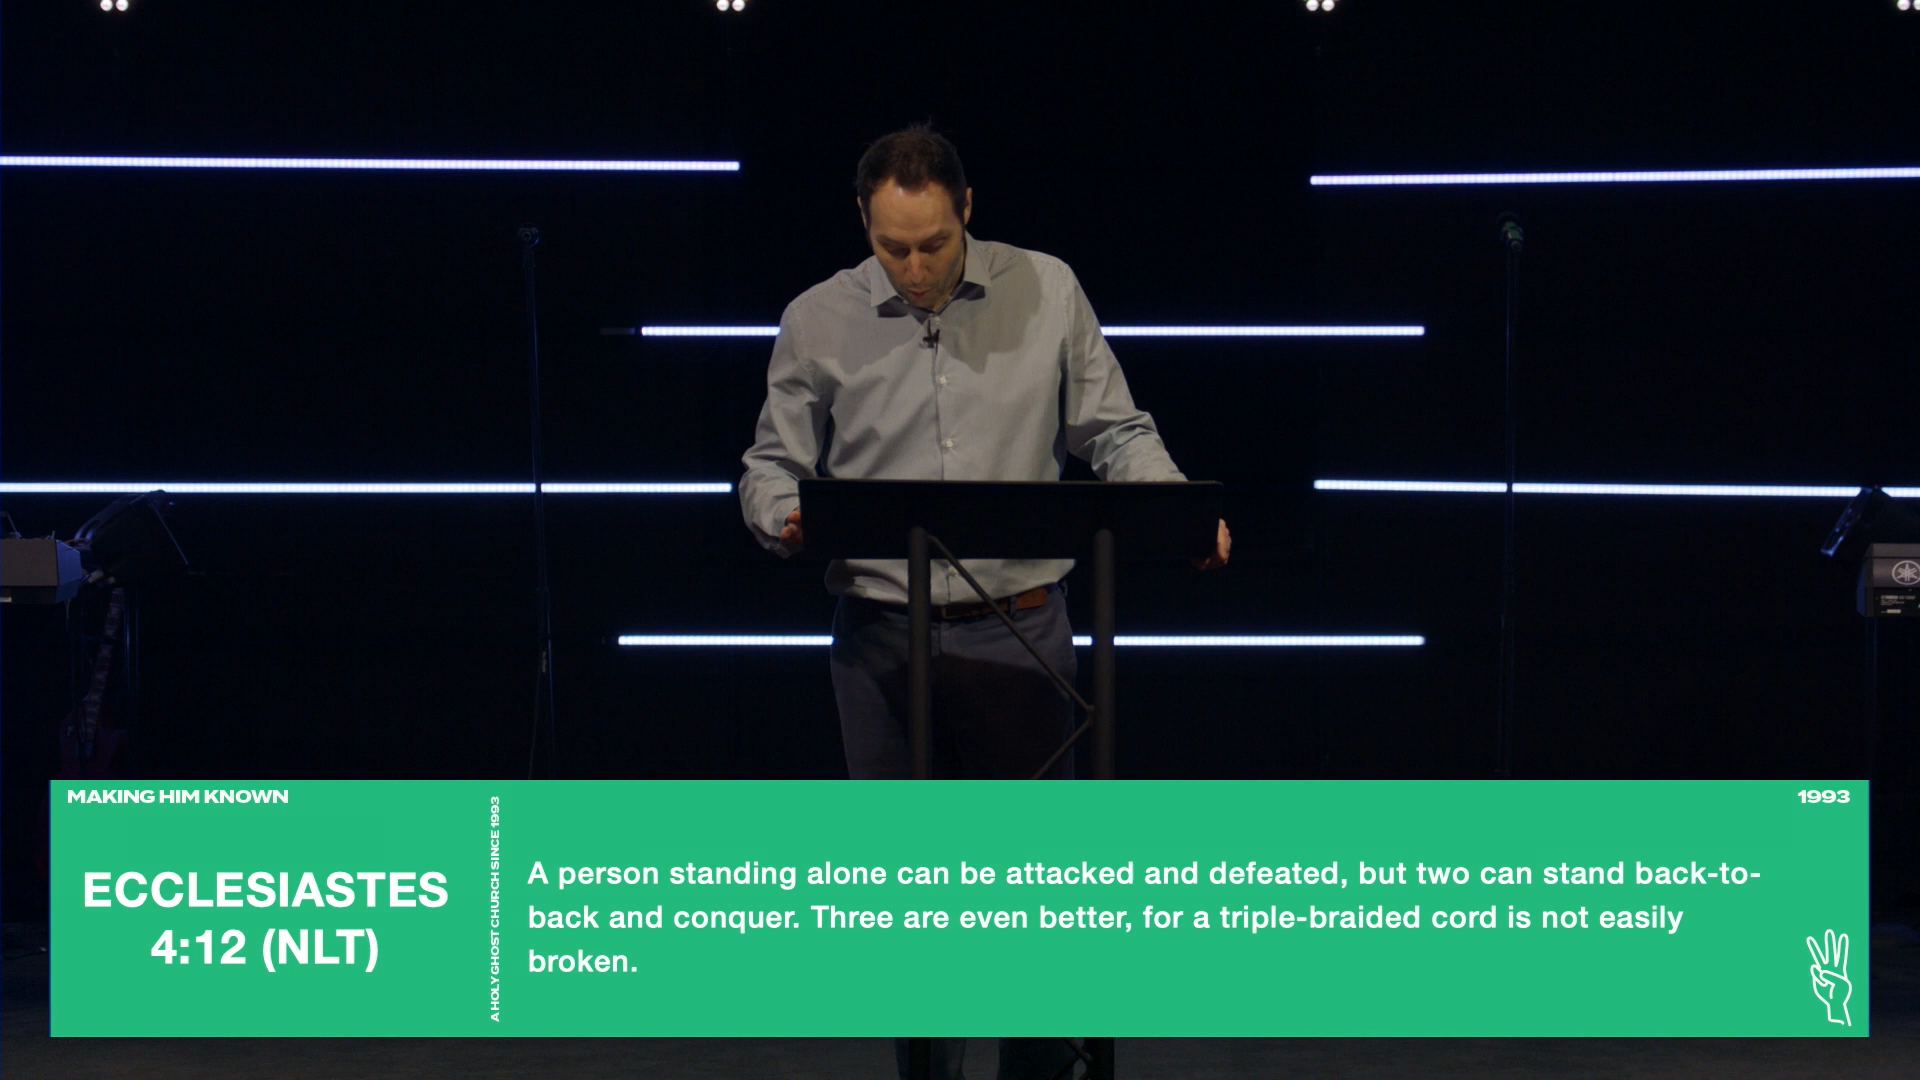 MAKING HIM KNOWN
1993
ECCLESIASTES
4:12 (NLT)
A HOLY GHOST CHURCH SINCE 1993
A person standing alone can be attacked and defeated, but two can stand back-to-
back and conquer. Three are even better, for a triple-braided cord is not easily
broken.